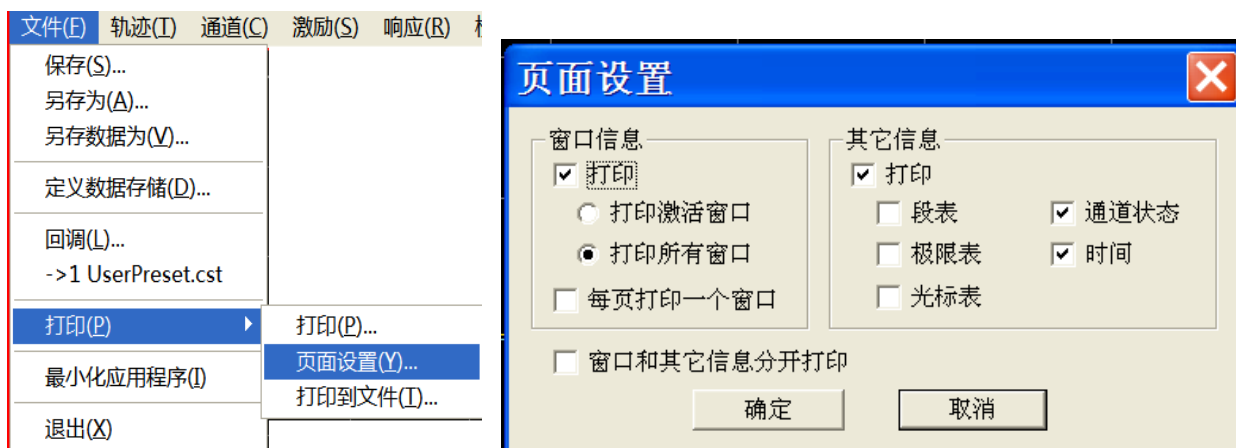 文件(F) 轨迹(T) 通道(C) 激励(S) 响应(R)
保存(S)...
另存为(A)...
另存数据为(V)...
定义数据存储(D)...
回调(L)...
->1 UserPreset.cst
打印(P)
打印(P)...
页面设置(Y)...
打印到文件(T)...
最小化应用程序(I)
退出(X)
页面设置
窗口信息
打印
打印激活窗口
打印所有窗口
每页打印一个窗口
其它信息
打印
段表 通道状态
极限表 时间
光标表
窗口和其它信息分开打印
确定 取消